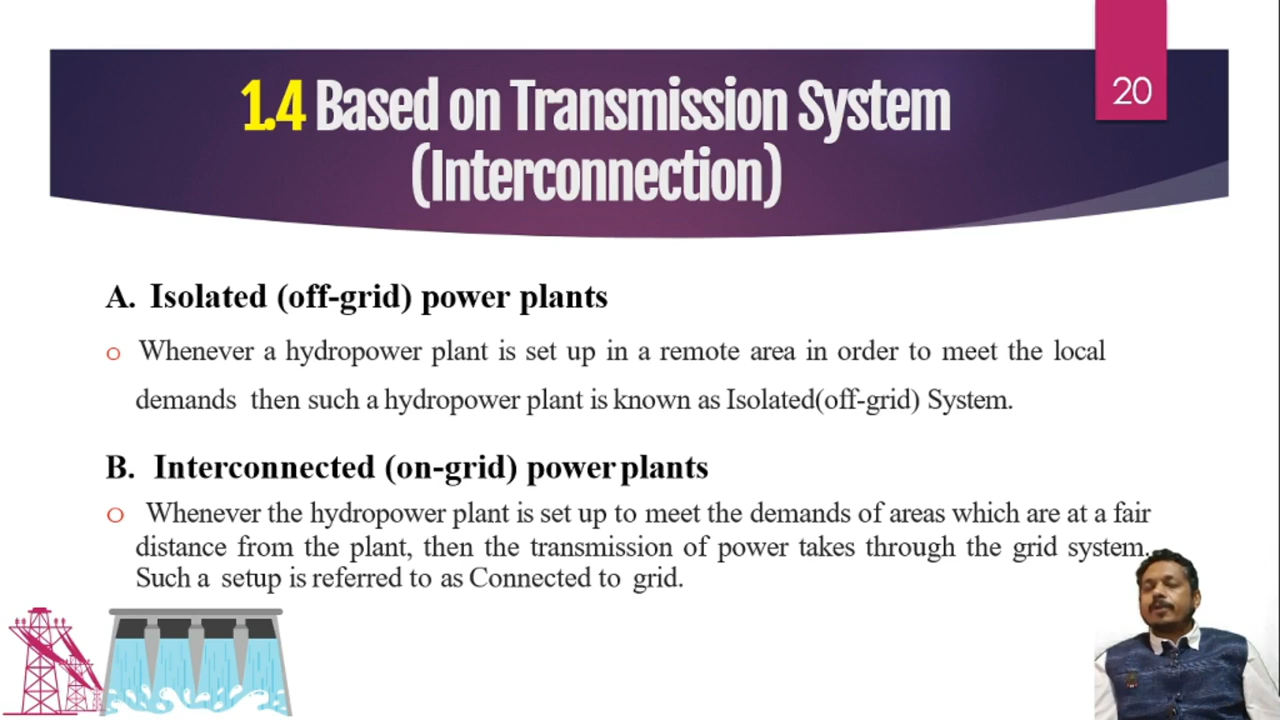 20
1.4 Based on Transmission System
(Interconnection)
A. Isolated (off-grid) power plants
o Whenever a hydropower plant is set up in a remote area in order to meet the local
demands then such a hydropower plant is known as Isolated(off-grid) System.
B. Interconnected (on-grid) power plants
o Whenever the hydropower plant is set up to meet the demands of areas which are at a fair
distance from the plant, then the transmission of power takes through the grid system.
Such a setup is referred to as Connected to grid.